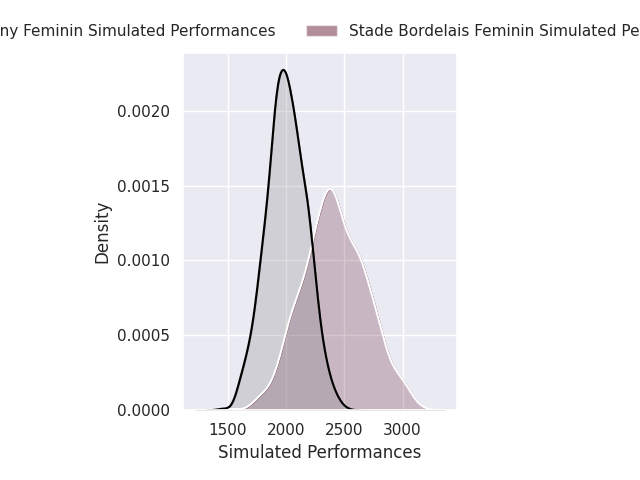 ny Feminin Simulated Performances Stade Bordelais Feminin Simulated Pe
0.0020
0.0015
0.0010
0.0005
0.0000
Density
1500 2000 2500 3000
Simulated Performances